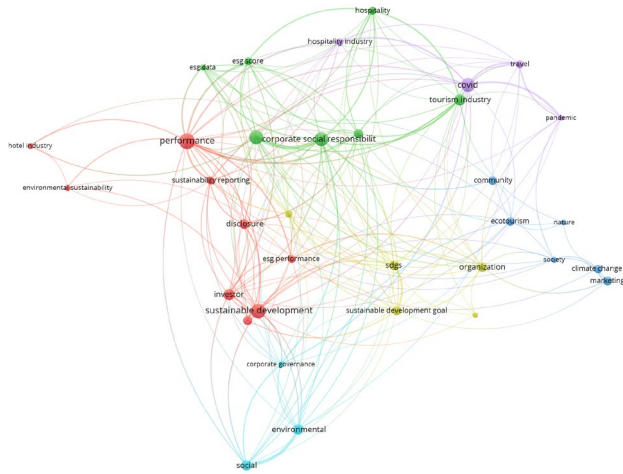 hospitality
hospitality industry
esg score
esg data
travel
covid
tourism industry
pandemic
performance
corporate social responsibilit
hotel industry
sustainability reporting
community
environmental sustainability
disclosure
ecotourism
nature
esg performance
society
sdgs
organization
climate change
marketing
investor
sustainable development
sustainable development goal
corporate governance
environmental
social